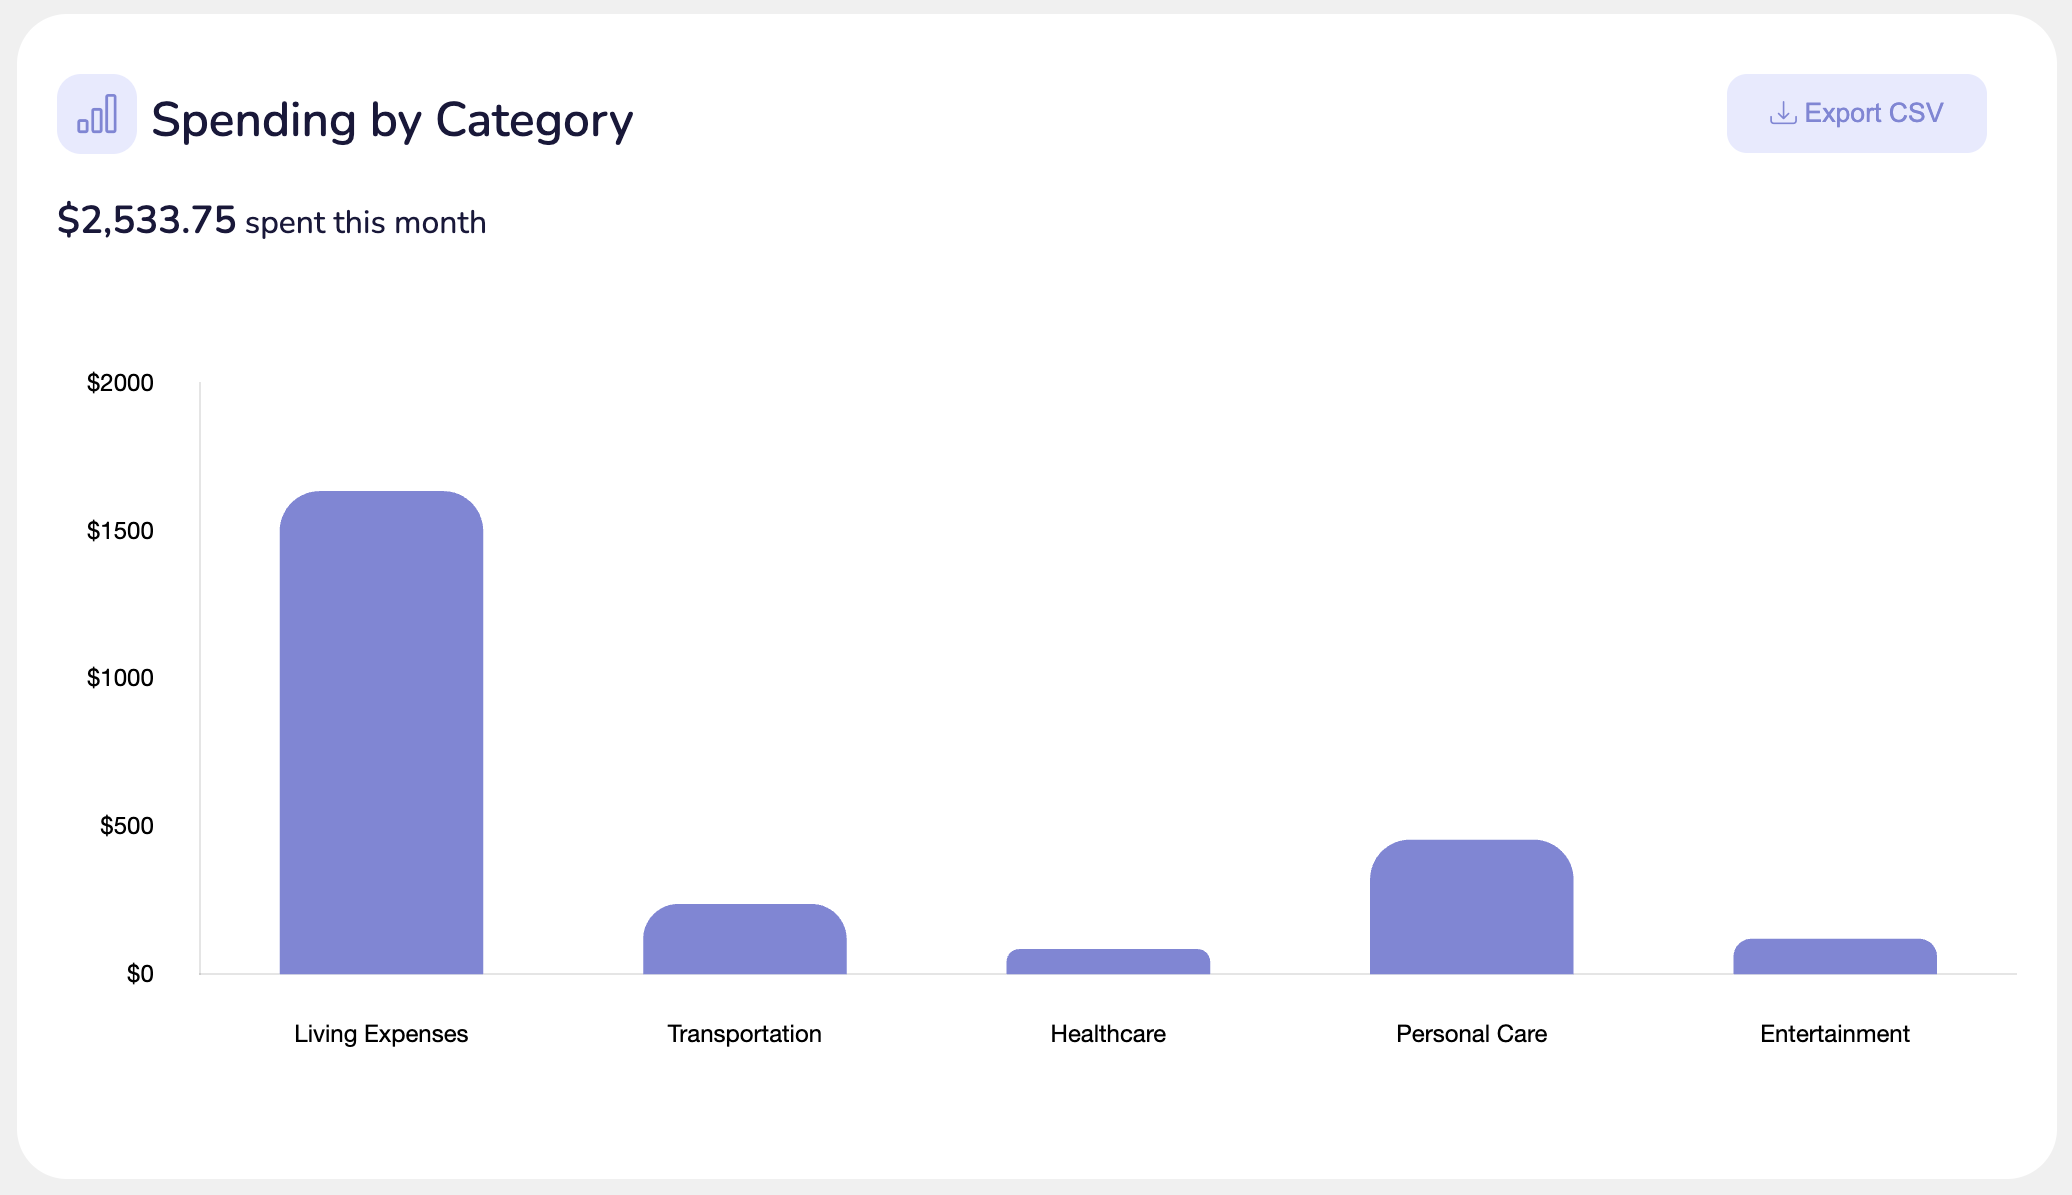 Spending by Category
Export CSV
$2,533.75 spent this month
$2000
$1500
$1000
$500
$0
Living Expenses
Transportation
Healthcare
Personal Care
Entertainment